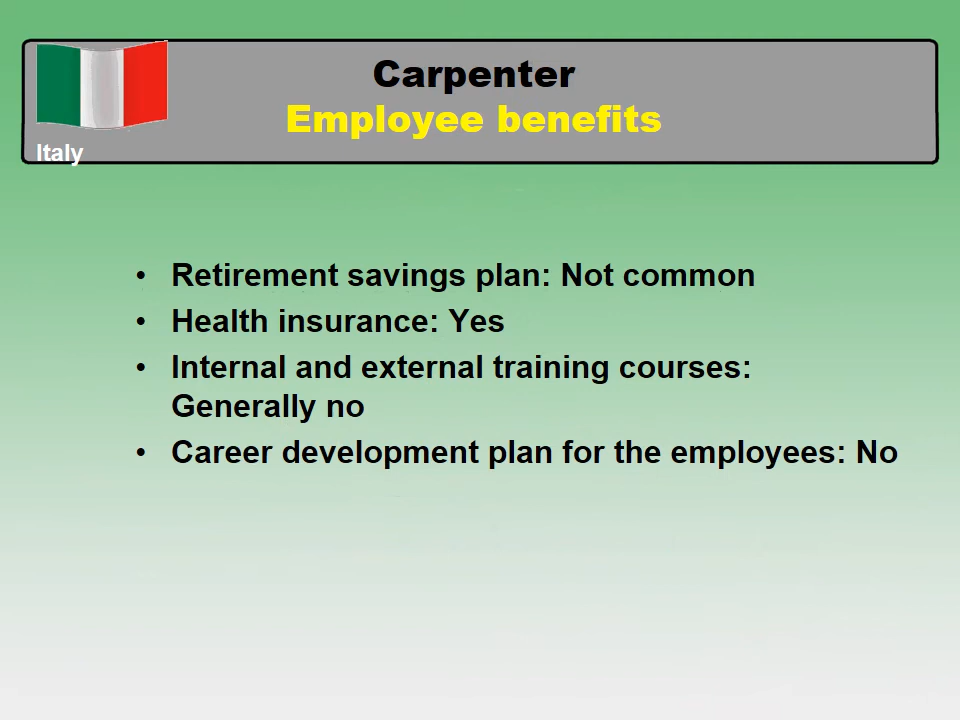 Carpenter
Employee benefits
Italy
• Retirement savings plan: Not common
• Health insurance: Yes
• Internal and external training courses:
Generally no
• Career development plan for the employees: No